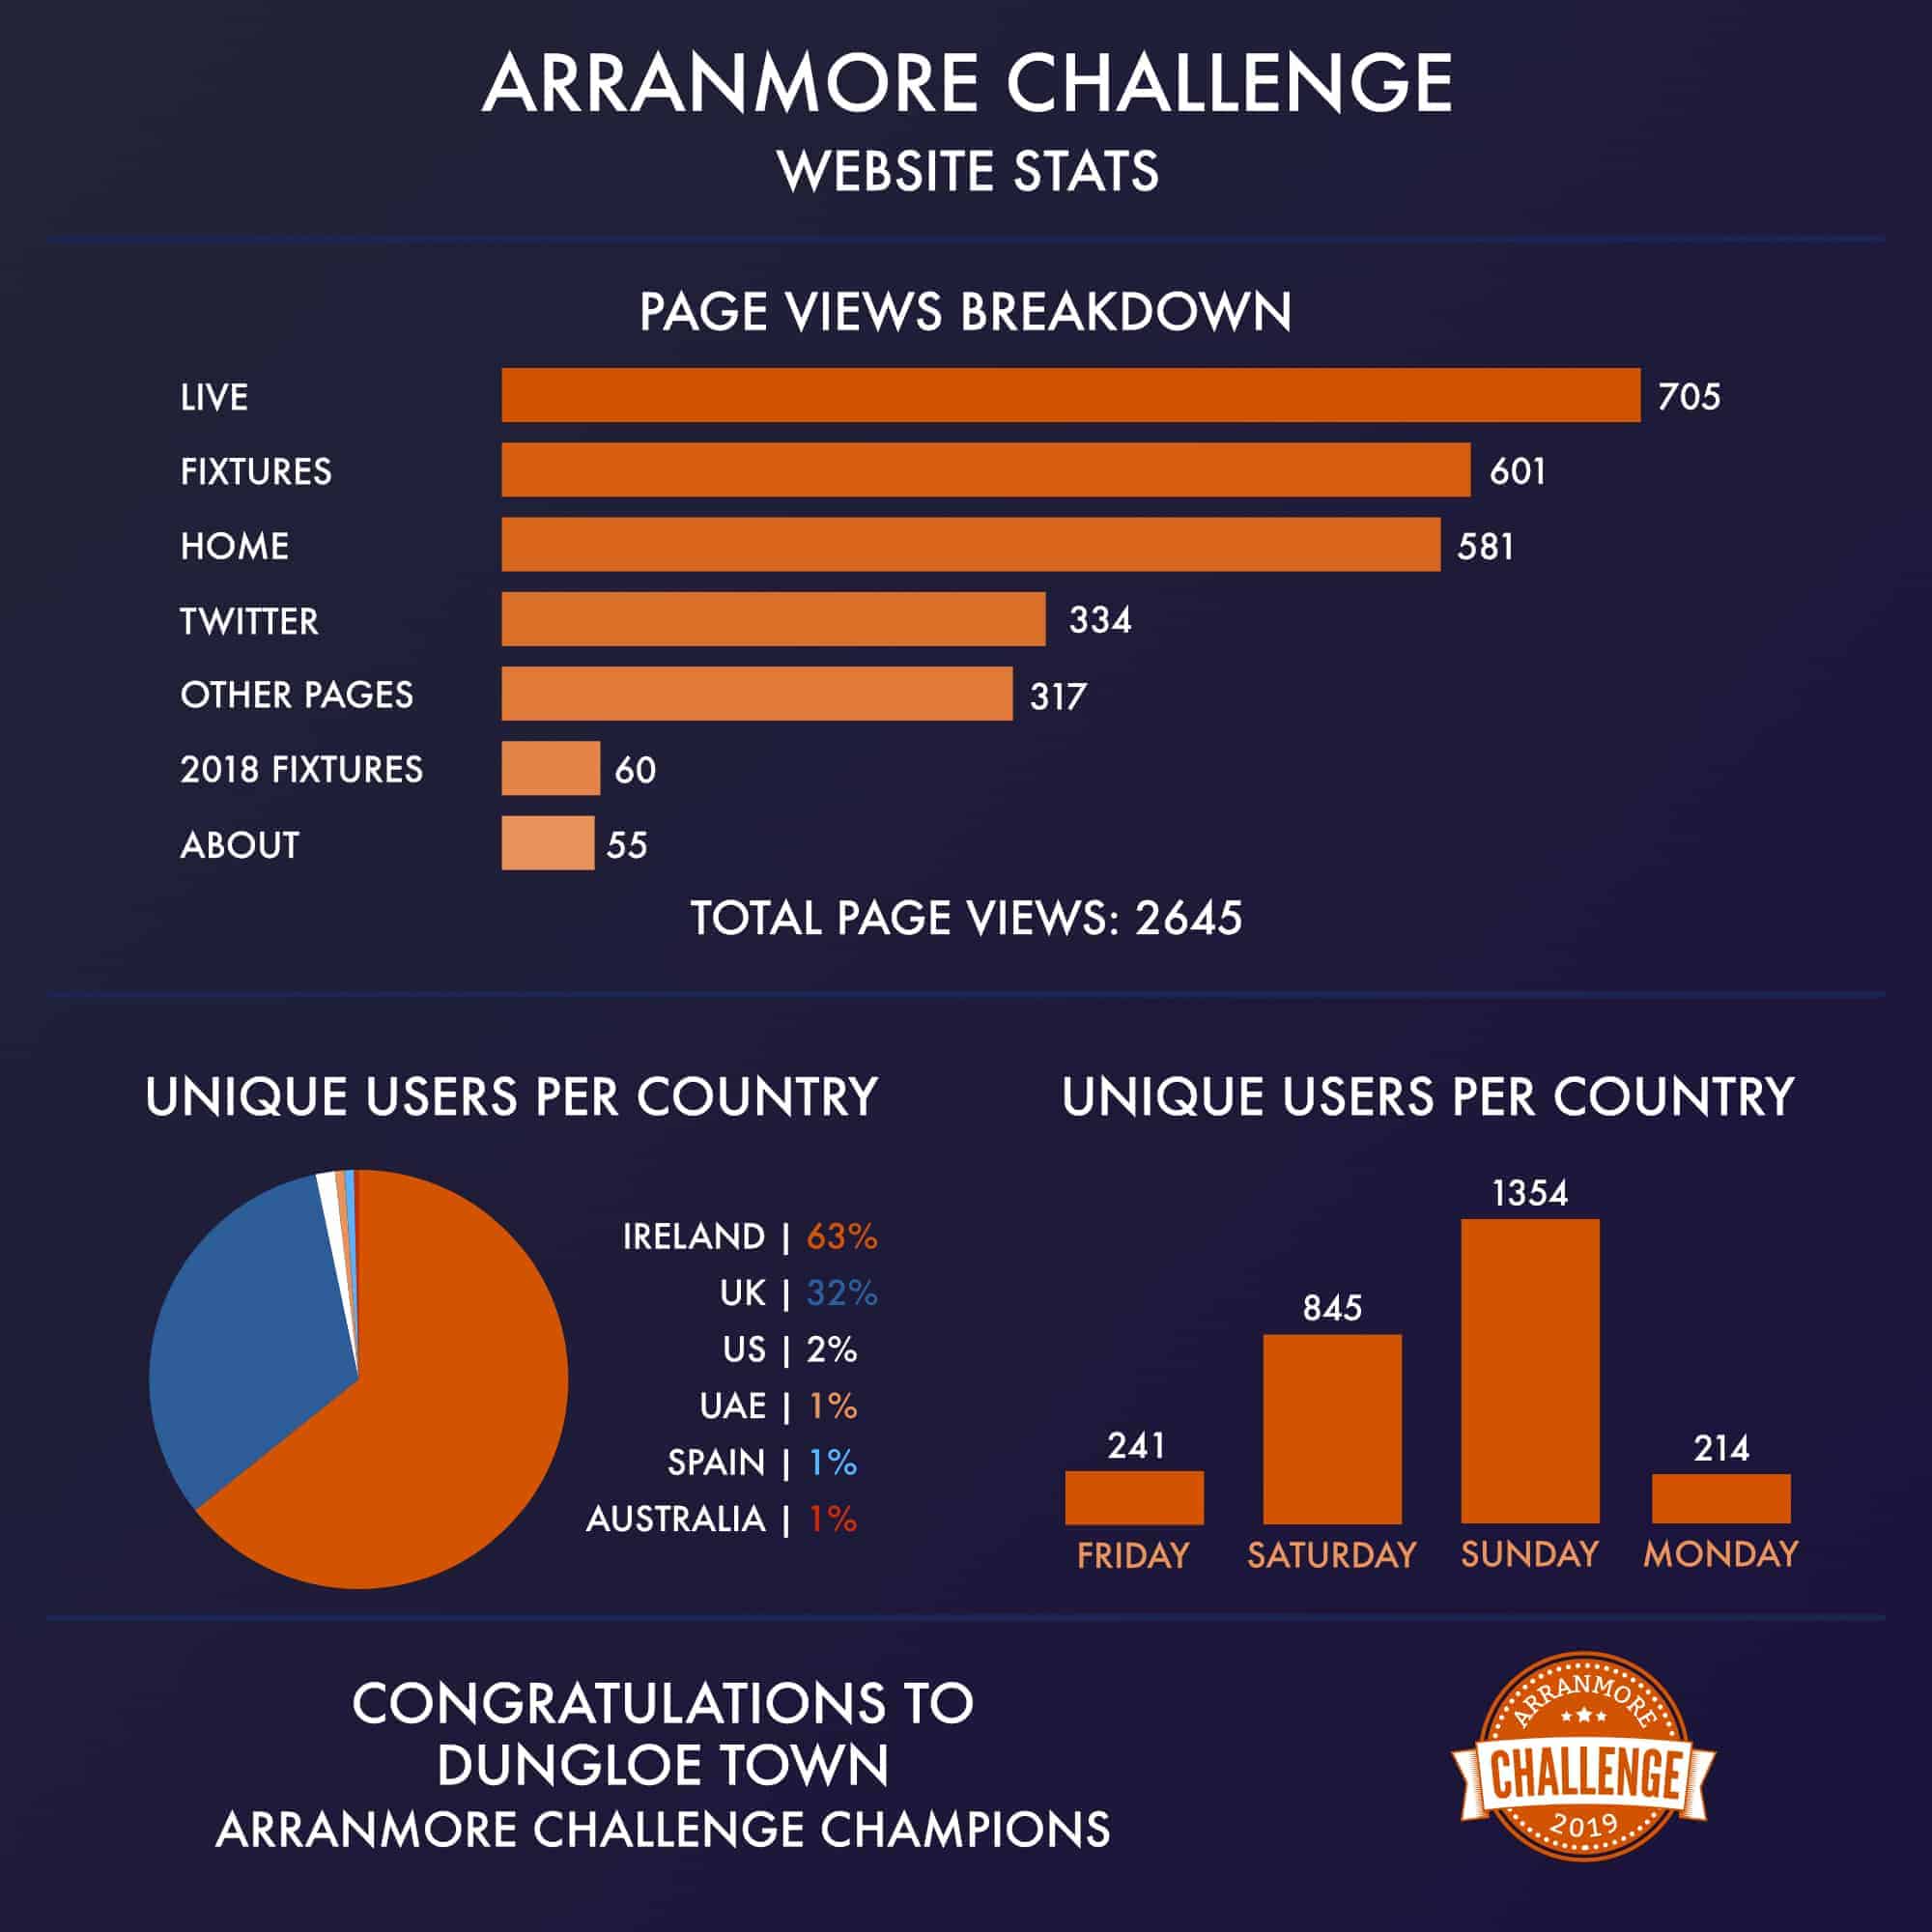 ARRANMORE CHALLENGE
WEBSITE STATS
PAGE VIEWS BREAKDOWN
LIVE 705
FIXTURES 601
HOME 581
TWITTER 334
OTHER PAGES 317
2018 FIXTURES 60
ABOUT 55
TOTAL PAGE VIEWS: 2645
UNIQUE USERS PER COUNTRY
IRELAND | 63%
UK | 32%
US | 2%
UAE | 1%
SPAIN | 1%
AUSTRALIA | 1%
UNIQUE USERS PER COUNTRY
241 845 1354 214
FRIDAY SATURDAY SUNDAY MONDAY
CONGRATULATIONS TO
DUNGLOE TOWN
ARRANMORE CHALLENGE CHAMPIONS
ARRANMORE
CHALLENGE
2019